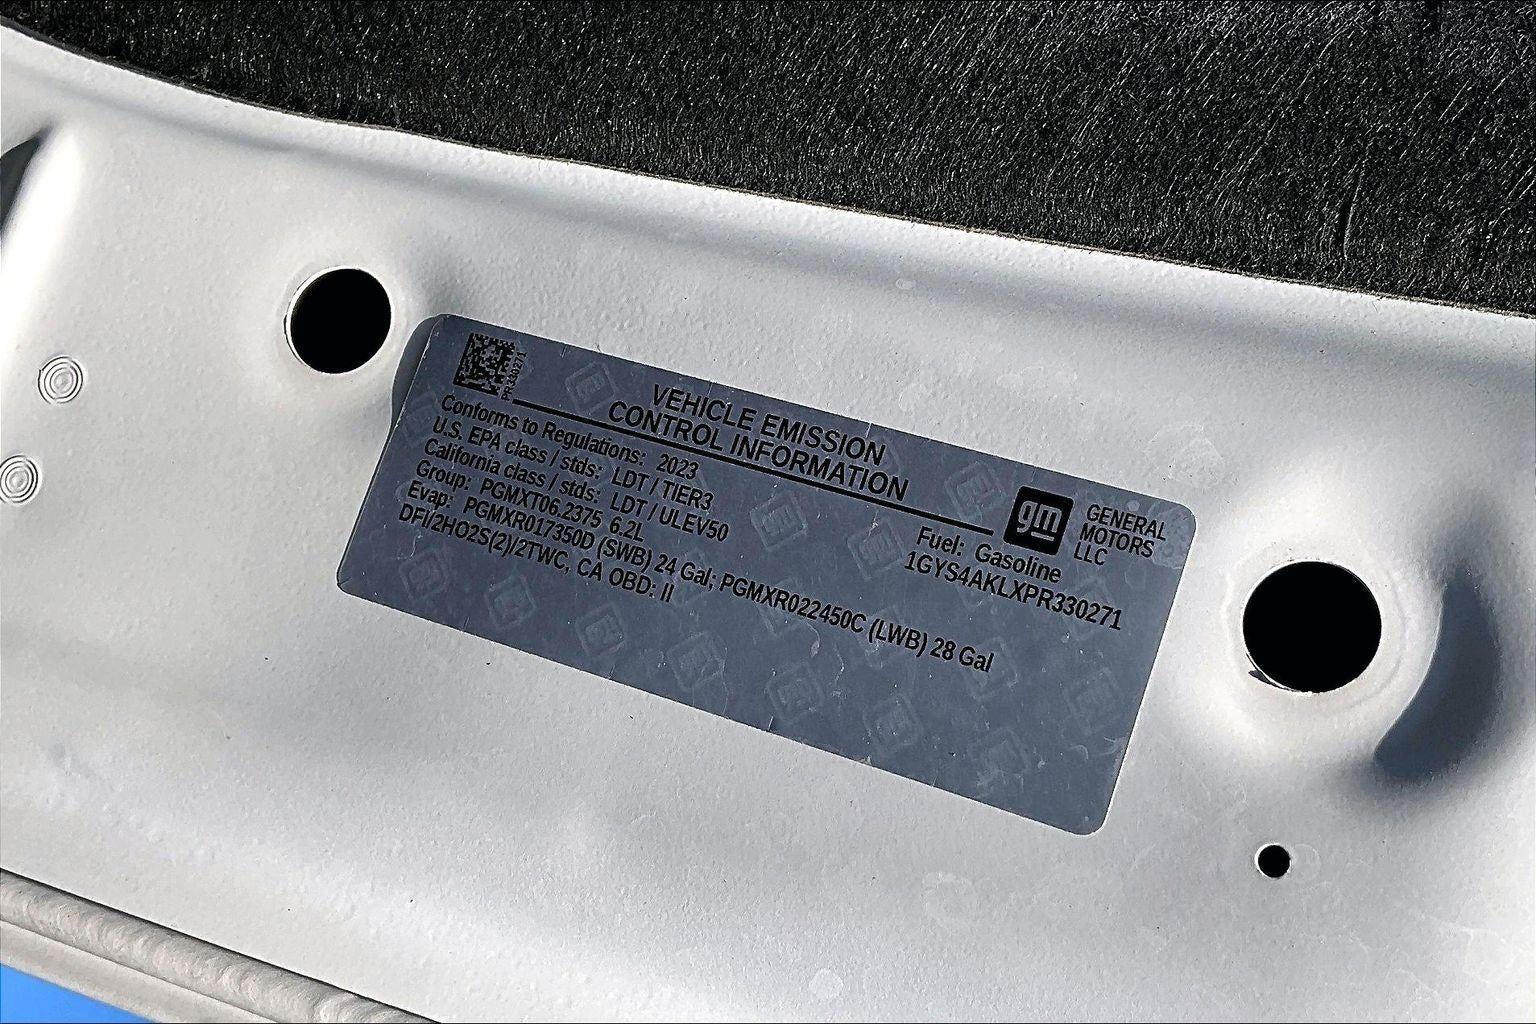 PR330271
VEHICLE EMISSION
CONTROL INFORMATION
gm
GENERAL
MOTORS
LLC
Conforms to Regulations: 2023
U.S. EPA class / stds: LDT / TIER3
California class / stds: LDT / ULEV50
Group: PGMXT06.2375 6.2L
Evap: PGMXR017350D (SWB) 24 Gal; PGMXR022450C (LWB) 28 Gal
DFI/2HO2S(2)/2TWC, CA OBD: II
Fuel: Gasoline
1GYS4AKLXPR330271